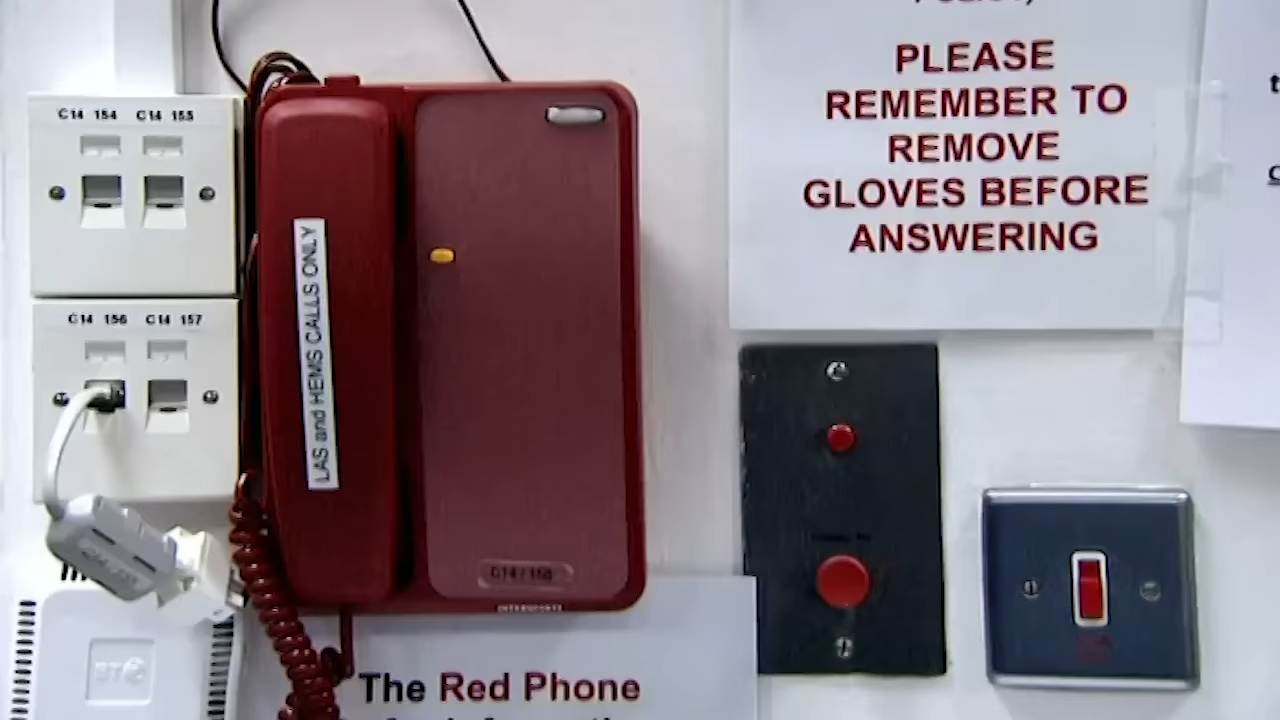 C14 154 C14 155
C14 156 C14 157
LAS and HEMS CALLS ONLY
PLEASE
REMEMBER TO
REMOVE
GLOVES BEFORE
ANSWERING
BT
The Red Phone